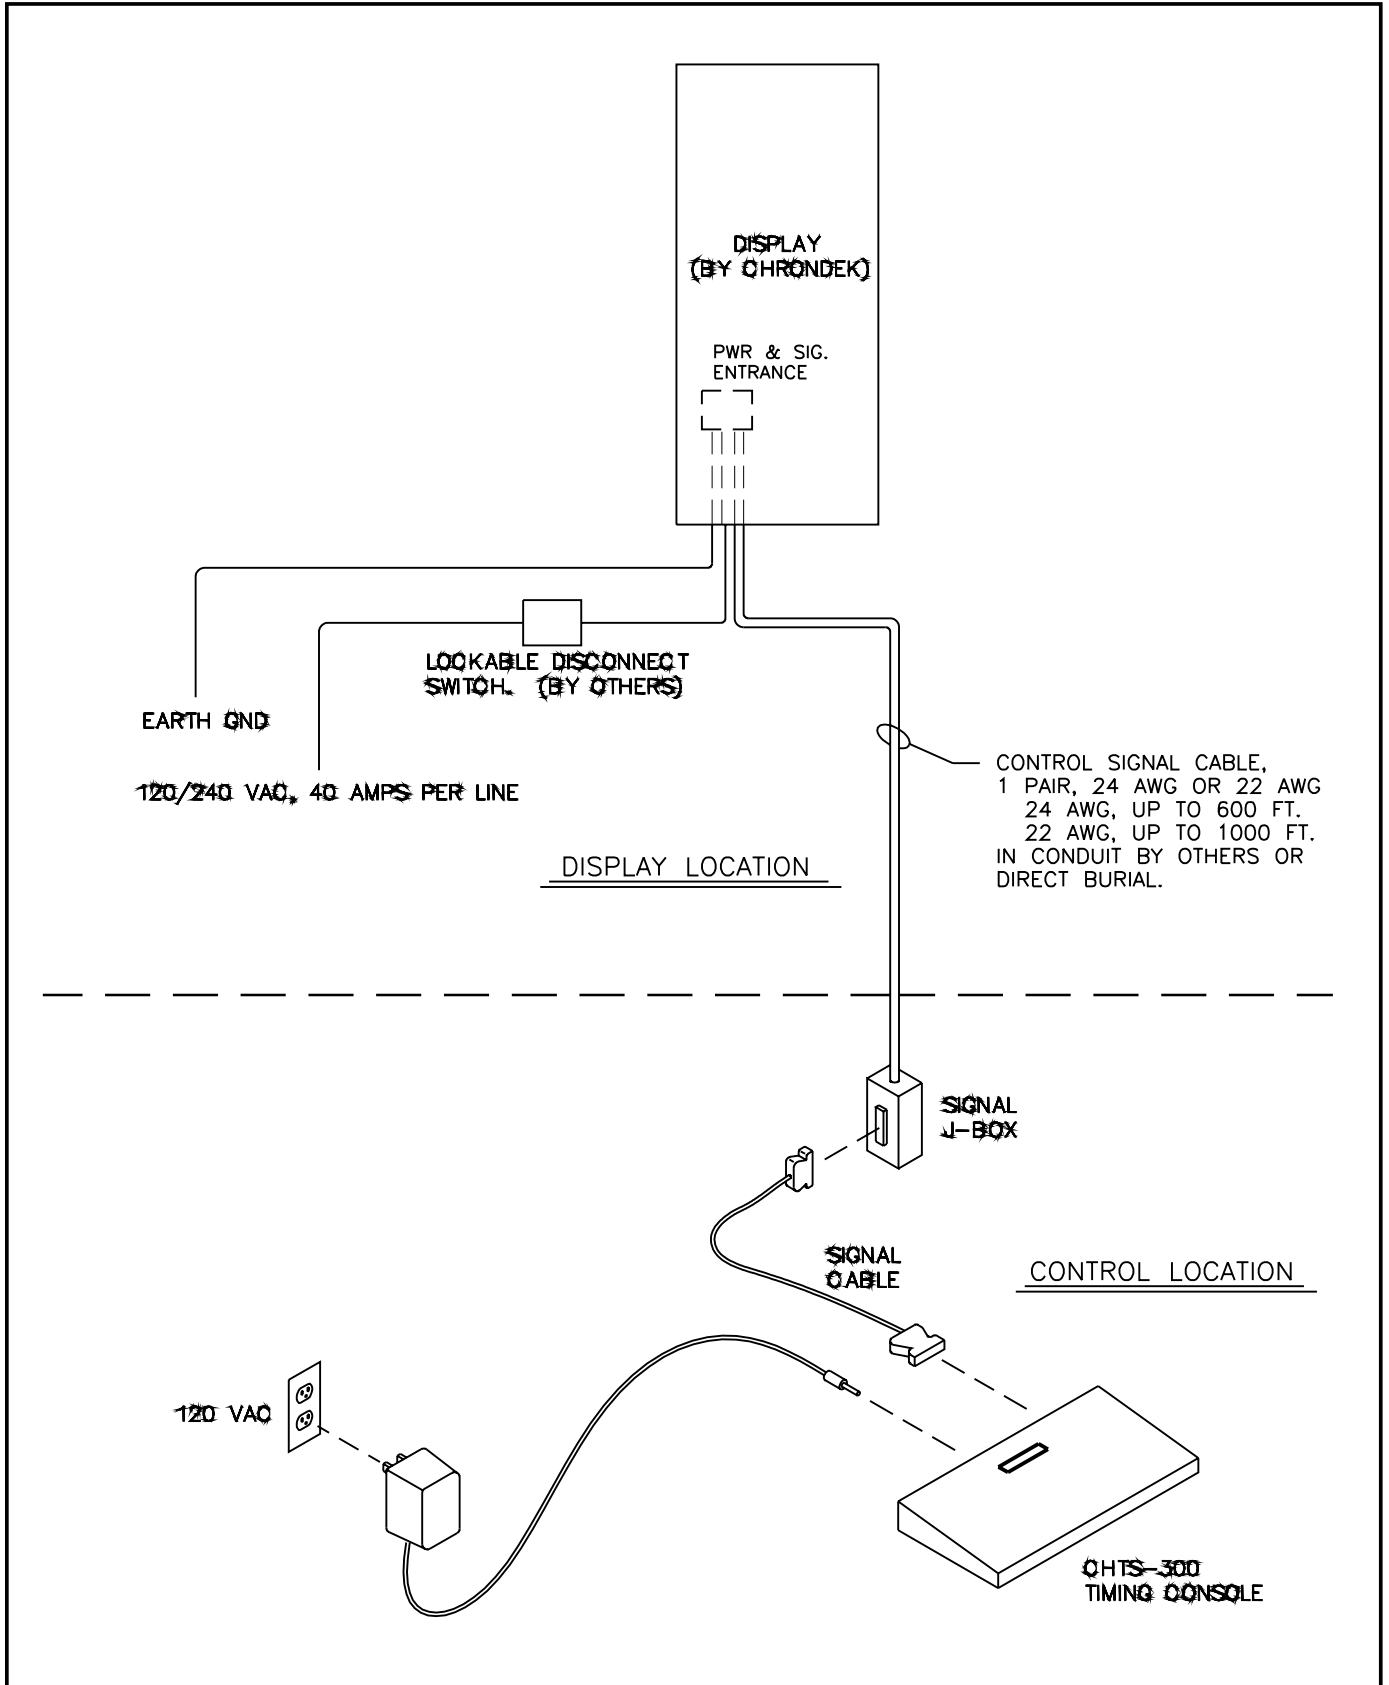 DISPLAY
(BY CHRONDEK)
PWR & SIG.
ENTRANCE
LOCKABLE DISCONNECT
SWITCH. (BY OTHERS)
EARTH GND
120/240 VAC, 40 AMPS PER LINE
CONTROL SIGNAL CABLE,
1 PAIR, 24 AWG OR 22 AWG
24 AWG, UP TO 600 FT.
22 AWG, UP TO 1000 FT.
IN CONDUIT BY OTHERS OR
DIRECT BURIAL.
DISPLAY LOCATION
SIGNAL
J-BOX
SIGNAL
CABLE
CONTROL LOCATION
120 VAC
CHTS-300
TIMING CONSOLE